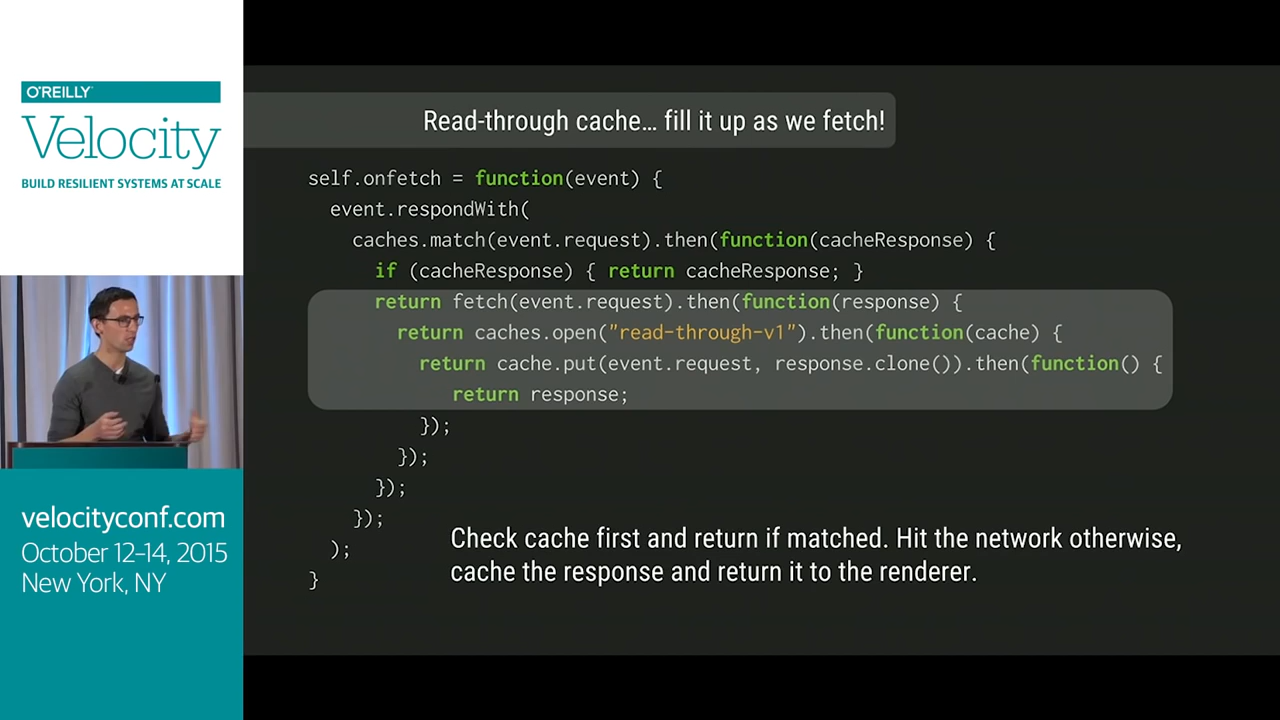 O'REILLY
Velocity
BUILD RESILIENT SYSTEMS AT SCALE
velocityconf.com
October 12–14, 2015
New York, NY
Read-through cache… fill it up as we fetch!
self.onfetch = function(event) {
event.respondWith(
caches.match(event.request).then(function(cacheResponse) {
if (cacheResponse) { return cacheResponse; }
return fetch(event.request).then(function(response) {
return caches.open("read-through-v1").then(function(cache) {
return cache.put(event.request, response.clone()).then(function() {
return response;
});
});
});
});
);
}
Check cache first and return if matched. Hit the network otherwise,
cache the response and return it to the renderer.